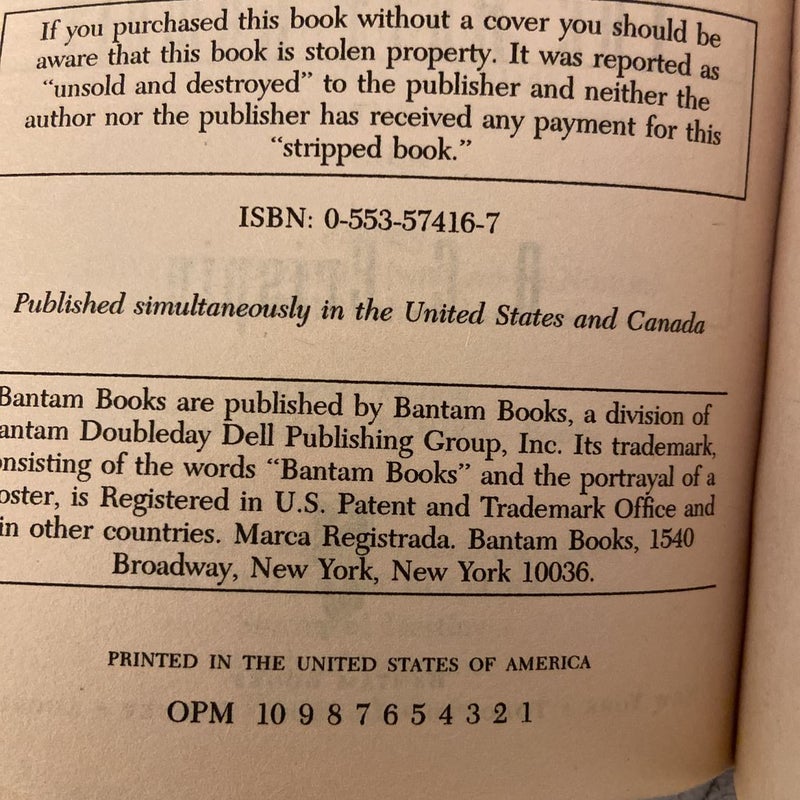 If you purchased this book without a cover you should be
aware that this book is stolen property. It was reported as
“unsold and destroyed” to the publisher and neither the
author nor the publisher has received any payment for this
“stripped book.”
ISBN: 0-553-57416-7
Published simultaneously in the United States and Canada
Bantam Books are published by Bantam Books, a division of
antam Doubleday Dell Publishing Group, Inc. Its trademark,
nsisting of the words “Bantam Books” and the portrayal of a
oster, is Registered in U.S. Patent and Trademark Office and
in other countries. Marca Registrada. Bantam Books, 1540
Broadway, New York, New York 10036.
PRINTED IN THE UNITED STATES OF AMERICA
OPM 10 9 8 7 6 5 4 3 2 1